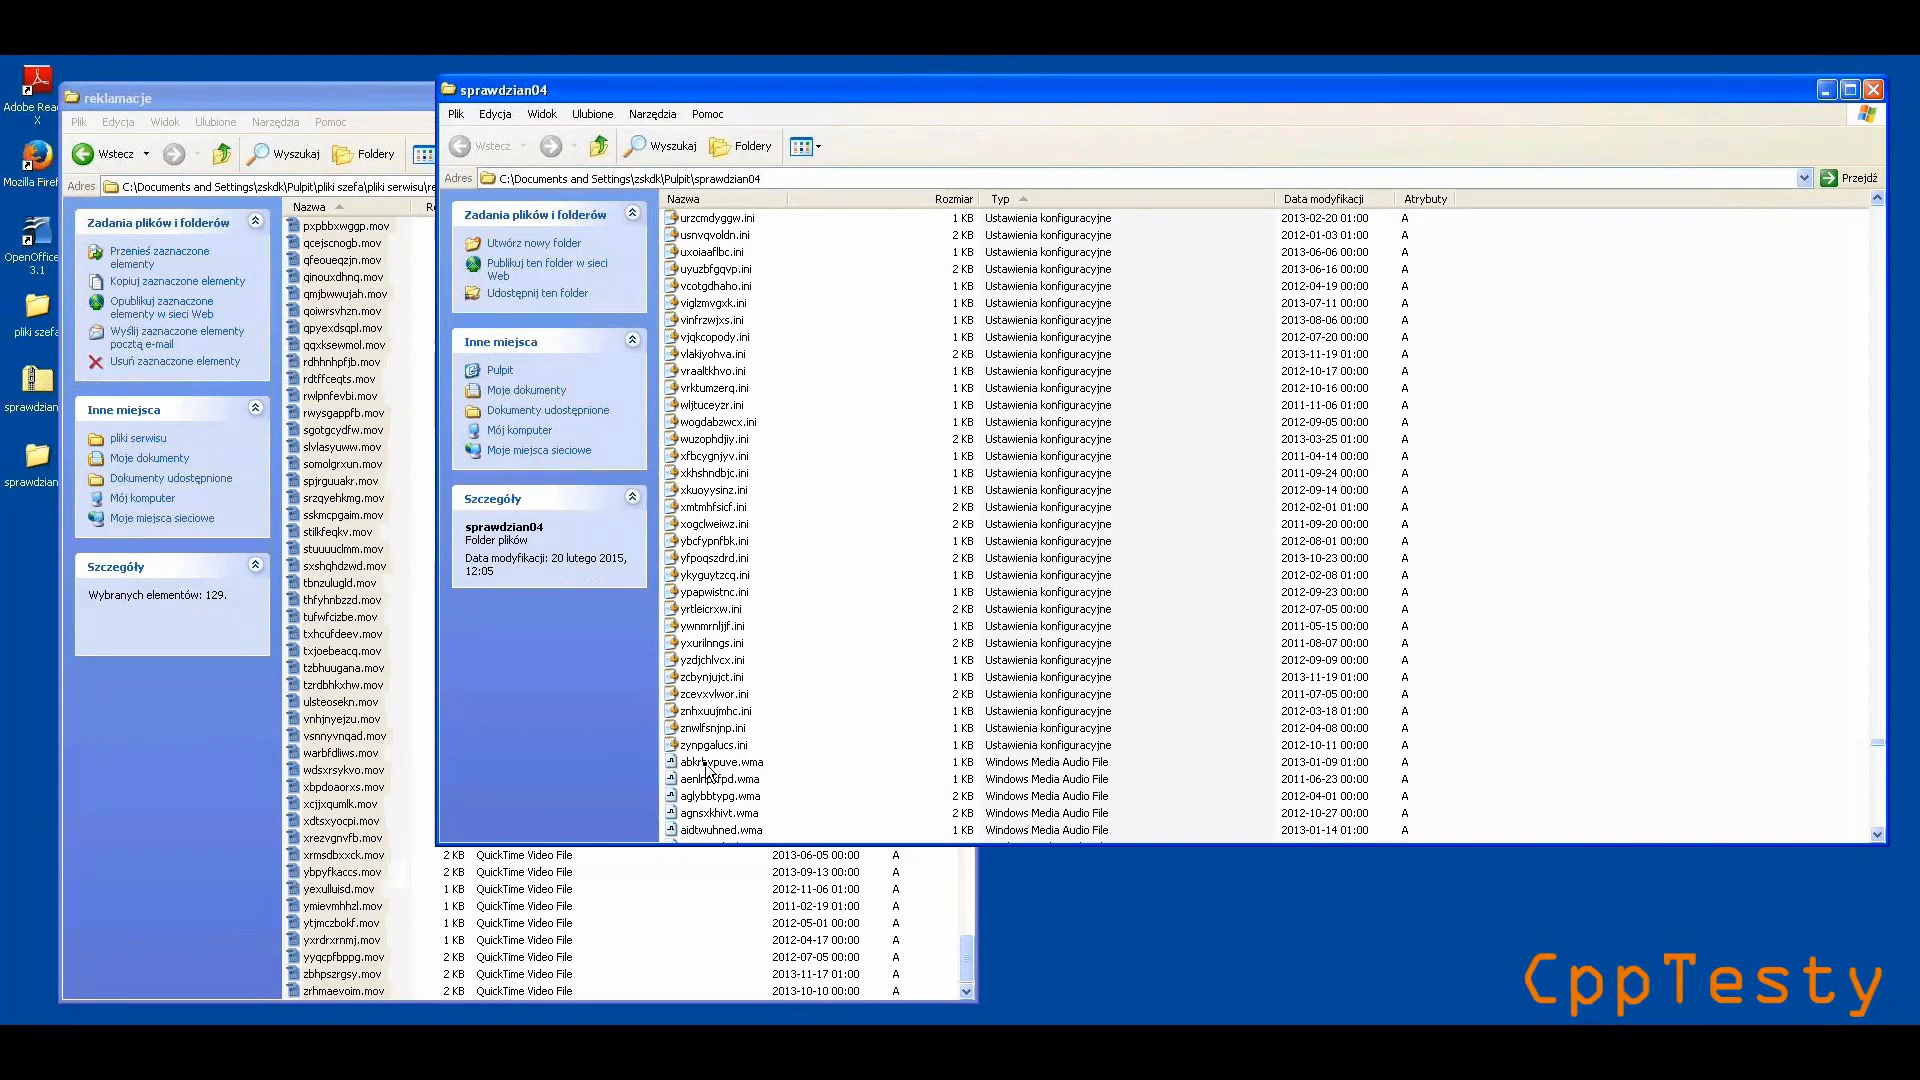 Adobe Rea
X
Mozilla Firef
OpenOffice
3.1
pliki szefa
sprawdzian
sprawdzian
reklamacje
Plik Edycja Widok Ulubione Narzędzia Pomoc
Wstecz Wyszukaj Foldery
Adres C:\Documents and Settings\zskdk\Pulpit\pliki szefa\pliki serwisu\re
Zadania plików i folderów
Przenieś zaznaczone
elementy
Kopiuj zaznaczone elementy
Opublikuj zaznaczone
elementy w sieci Web
Wyślij zaznaczone elementy
pocztą e-mail
Usuń zaznaczone elementy
Inne miejsca
pliki serwisu
Moje dokumenty
Dokumenty udostępnione
Mój komputer
Moje miejsca sieciowe
Szczegóły
Wybranych elementów: 129.
Nazwa
pxpbbxwggp.mov
qcejscnogb.mov
qfeoueqzjn.mov
qinouxdhnq.mov
qmjbwwujah.mov
qoiwrsvhzn.mov
qpyexdsqpl.mov
qqxksewmol.mov
rdhhnhpfjb.mov
rdtffceqts.mov
rwlpnfevbi.mov
rwysgappfb.mov
sgotgcydfw.mov
slvlasyuww.mov
somolgrxun.mov
spjrguuakr.mov
srzqyehkmg.mov
sskmcpgaim.mov
stilkfeqkv.mov
stuuuclmm.mov
sxshqhdzwd.mov
tbnzulugld.mov
thfyhnbzzd.mov
tufwfcizbe.mov
txhcufdeev.mov
txjoebeacq.mov
tzbhuugana.mov
tzrdbhkxhw.mov
ulsteosekn.mov
vnhjnyejzu.mov
vsnnyvnqad.mov
warbfdliws.mov
wdsxrsykvo.mov
xbpdoaorxs.mov
xcjjxqumlk.mov
xdtsxyocpi.mov
xrezvgnvfb.mov
xrmsdbxxck.mov 2 KB QuickTime Video File 2013-06-05 00:00 A
ybpyfkaccs.mov 2 KB QuickTime Video File 2013-09-13 00:00 A
yexulluisd.mov 1 KB QuickTime Video File 2012-11-06 01:00 A
ymievmhhzl.mov 1 KB QuickTime Video File 2011-02-19 01:00 A
ytjmczbokf.mov 2 KB QuickTime Video File 2012-05-01 00:00 A
yxrdrxrnmj.mov 1 KB QuickTime Video File 2012-04-17 00:00 A
yyqcpfbppg.mov 2 KB QuickTime Video File 2012-07-05 00:00 A
zbhpszrgsy.mov 2 KB QuickTime Video File 2013-11-17 01:00 A
zrhmaevoim.mov 2 KB QuickTime Video File 2013-10-10 00:00 A
sprawdzian04
Plik Edycja Widok Ulubione Narzędzia Pomoc
Wstecz Wyszukaj Foldery
Adres C:\Documents and Settings\zskdk\Pulpit\sprawdzian04 Przejdź
Zadania plików i folderów
Utwórz nowy folder
Publikuj ten folder w sieci
Web
Udostępnij ten folder
Inne miejsca
Pulpit
Moje dokumenty
Dokumenty udostępnione
Mój komputer
Moje miejsca sieciowe
Szczegóły
sprawdzian04
Folder plików
Data modyfikacji: 20 lutego 2015,
12:05
Nazwa Rozmiar Typ Data modyfikacji Atrybuty
urzcmdyggw.ini 1 KB Ustawienia konfiguracyjne 2013-02-20 01:00 A
usnvqvoldn.ini 2 KB Ustawienia konfiguracyjne 2012-01-03 01:00 A
uxoiaaflbc.ini 1 KB Ustawienia konfiguracyjne 2013-06-06 00:00 A
uyuzbfgqvp.ini 2 KB Ustawienia konfiguracyjne 2013-06-16 00:00 A
vcotgdhaho.ini 1 KB Ustawienia konfiguracyjne 2012-04-19 00:00 A
viglzmvgxk.ini 1 KB Ustawienia konfiguracyjne 2013-07-11 00:00 A
vinfrzwjxs.ini 1 KB Ustawienia konfiguracyjne 2013-08-06 00:00 A
vjqkcopody.ini 1 KB Ustawienia konfiguracyjne 2012-07-20 00:00 A
vlakiyohva.ini 2 KB Ustawienia konfiguracyjne 2013-11-19 01:00 A
vraaltkhvo.ini 1 KB Ustawienia konfiguracyjne 2012-10-17 00:00 A
vrktumzerq.ini 1 KB Ustawienia konfiguracyjne 2012-10-16 00:00 A
wljtuceyzr.ini 1 KB Ustawienia konfiguracyjne 2011-11-06 01:00 A
wogdabzwcx.ini 1 KB Ustawienia konfiguracyjne 2012-09-05 00:00 A
wuzophdjiy.ini 2 KB Ustawienia konfiguracyjne 2013-03-25 01:00 A
xfbcygnjyv.ini 1 KB Ustawienia konfiguracyjne 2011-04-14 00:00 A
xkhshndbjc.ini 1 KB Ustawienia konfiguracyjne 2011-09-24 00:00 A
xkuoyysinz.ini 1 KB Ustawienia konfiguracyjne 2012-09-14 00:00 A
xmtmhfsicf.ini 2 KB Ustawienia konfiguracyjne 2012-02-01 01:00 A
xogclweiwz.ini 1 KB Ustawienia konfiguracyjne 2011-09-20 00:00 A
ybcfypnfbk.ini 1 KB Ustawienia konfiguracyjne 2012-08-01 00:00 A
yfpoqszdrd.ini 2 KB Ustawienia konfiguracyjne 2013-10-23 00:00 A
ykyguytzcq.ini 1 KB Ustawienia konfiguracyjne 2012-02-08 01:00 A
ypapwistnc.ini 1 KB Ustawienia konfiguracyjne 2012-09-23 00:00 A
yrtleicrxw.ini 2 KB Ustawienia konfiguracyjne 2012-07-05 00:00 A
ywnmrnljjf.ini 1 KB Ustawienia konfiguracyjne 2011-05-15 00:00 A
yxurilnngs.ini 2 KB Ustawienia konfiguracyjne 2011-08-07 00:00 A
yzdjchlvcx.ini 1 KB Ustawienia konfiguracyjne 2012-09-09 00:00 A
zcbynjujct.ini 1 KB Ustawienia konfiguracyjne 2013-11-19 01:00 A
zcevxvlwor.ini 2 KB Ustawienia konfiguracyjne 2011-07-05 00:00 A
znhxuujmhc.ini 1 KB Ustawienia konfiguracyjne 2012-03-18 01:00 A
znwlfsnjnp.ini 1 KB Ustawienia konfiguracyjne 2012-04-08 00:00 A
zynpgalucs.ini 1 KB Ustawienia konfiguracyjne 2012-10-11 00:00 A
1 KB Windows Media Audio File 2013-01-09 01:00 A
1 KB Windows Media Audio File 2011-06-23 00:00 A
aglybbtypg.wma 2 KB Windows Media Audio File 2012-04-01 00:00 A
agnsxkhivt.wma 2 KB Windows Media Audio File 2012-10-27 00:00 A
aidtwuhned.wma 1 KB Windows Media Audio File 2013-01-14 01:00 A
CppTesty